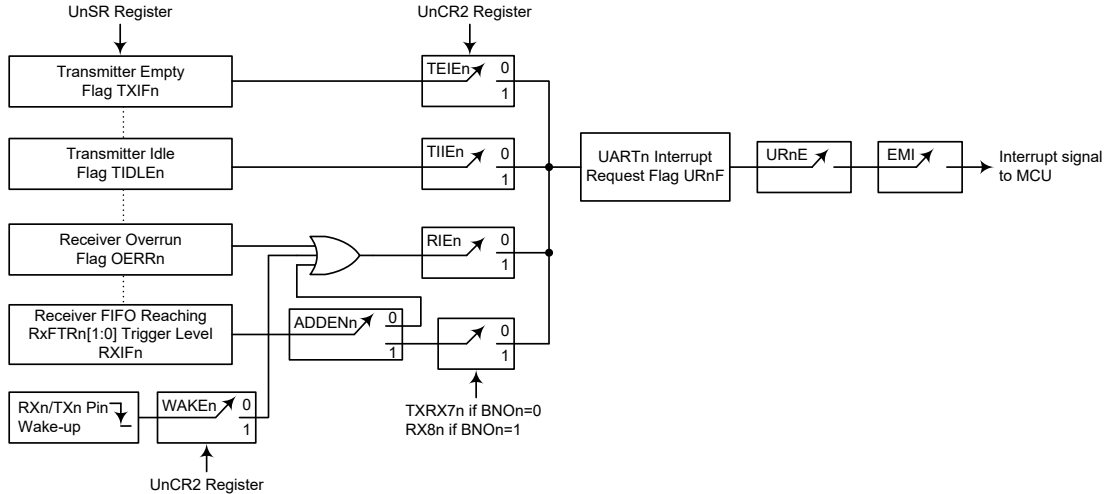 UnSR Register
UnCR2 Register
Transmitter Empty
Flag TXIFn
TEIEn
0
1
Transmitter Idle
Flag TIDLEn
TIIEn
0
1
UARTn Interrupt
Request Flag URnF
URnE
EMI
Interrupt signal
to MCU
Receiver Overrun
Flag OERRn
RIEn
0
1
Receiver FIFO Reaching
RxFTRn[1:0] Trigger Level
RXIFn
ADDENn
0
1
0
1
RXn/TXn Pin
Wake-up
WAKEn
0
1
TXRX7n if BNOn=0
RX8n if BNOn=1
UnCR2 Register